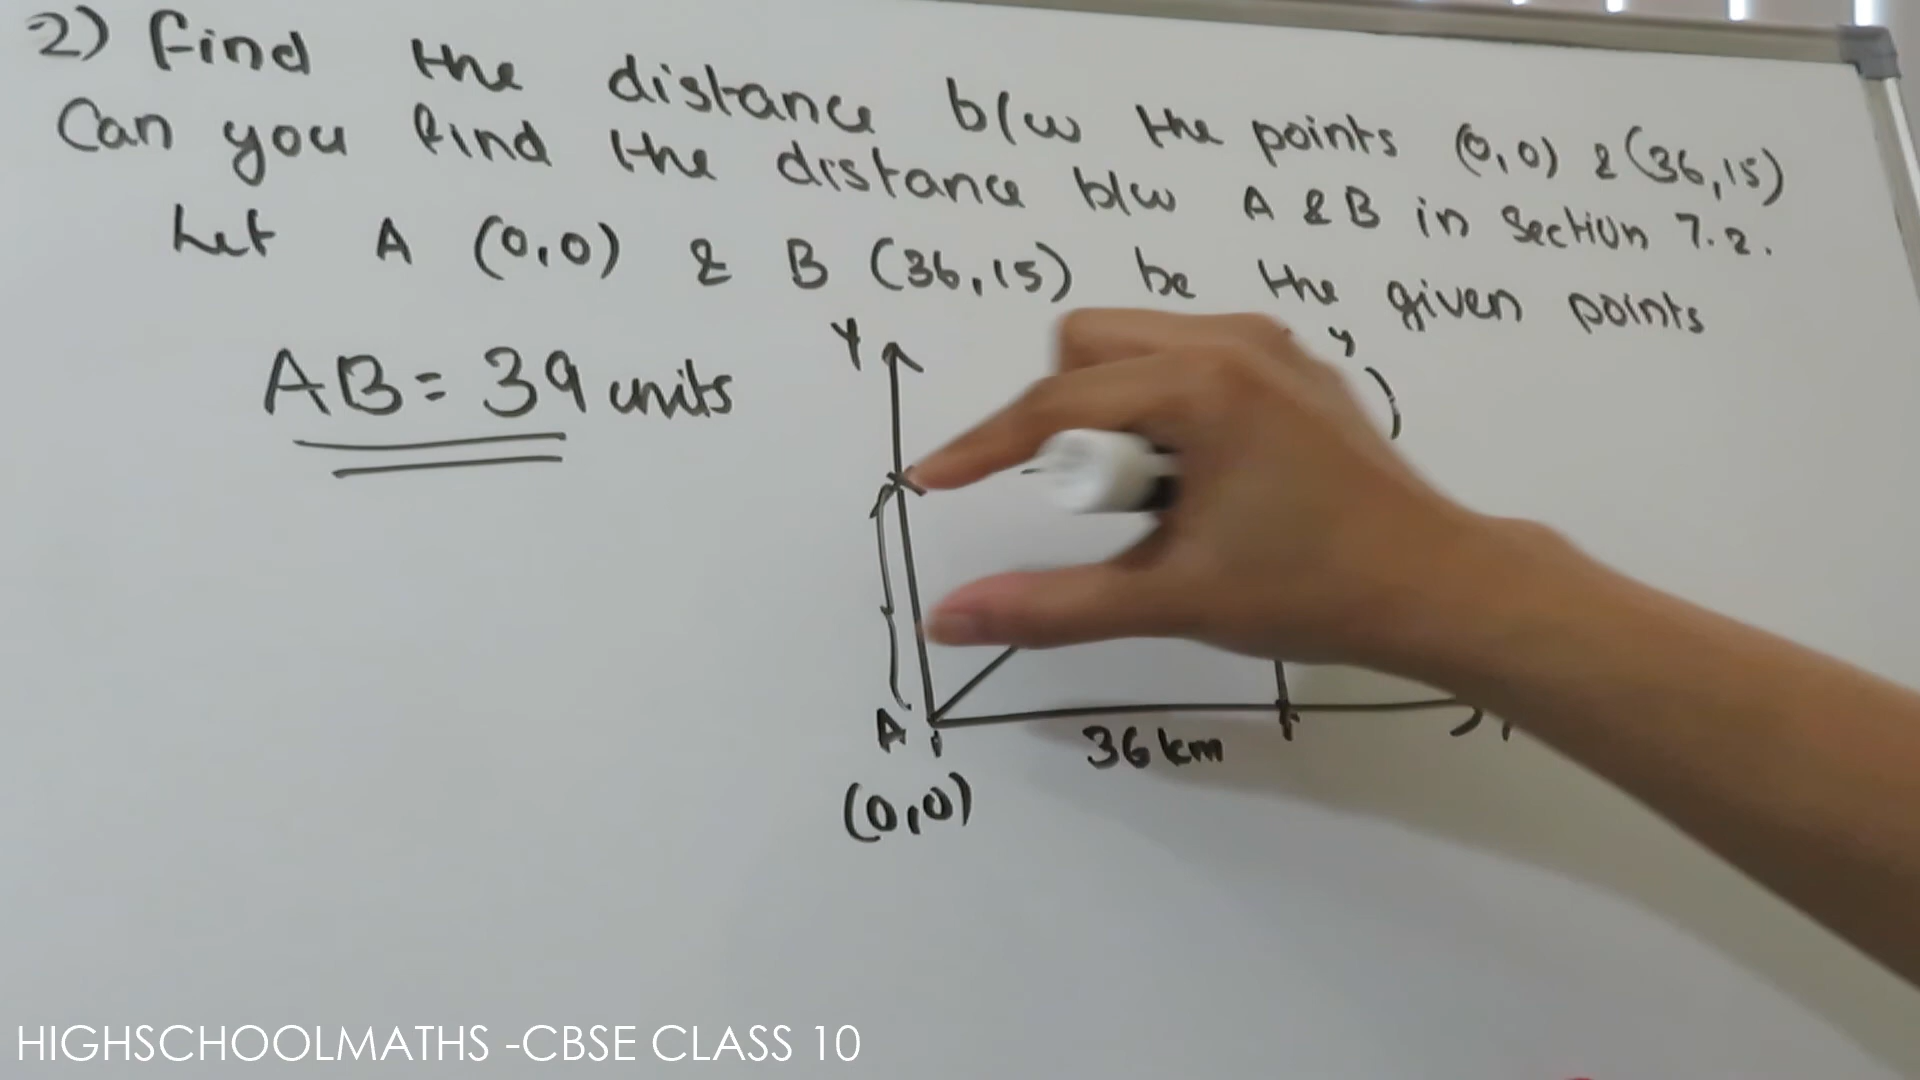 2) Find the distance b/w the points (0,0) & (36,15)
Can you find the distance b/w A & B in Section 7.2.
Let A (0,0) & B (36,15) be the given points
AB = 39 units
Y
y
)
A
36 km
(0,0)
HIGHSCHOOLMATHS -CBSE CLASS 10